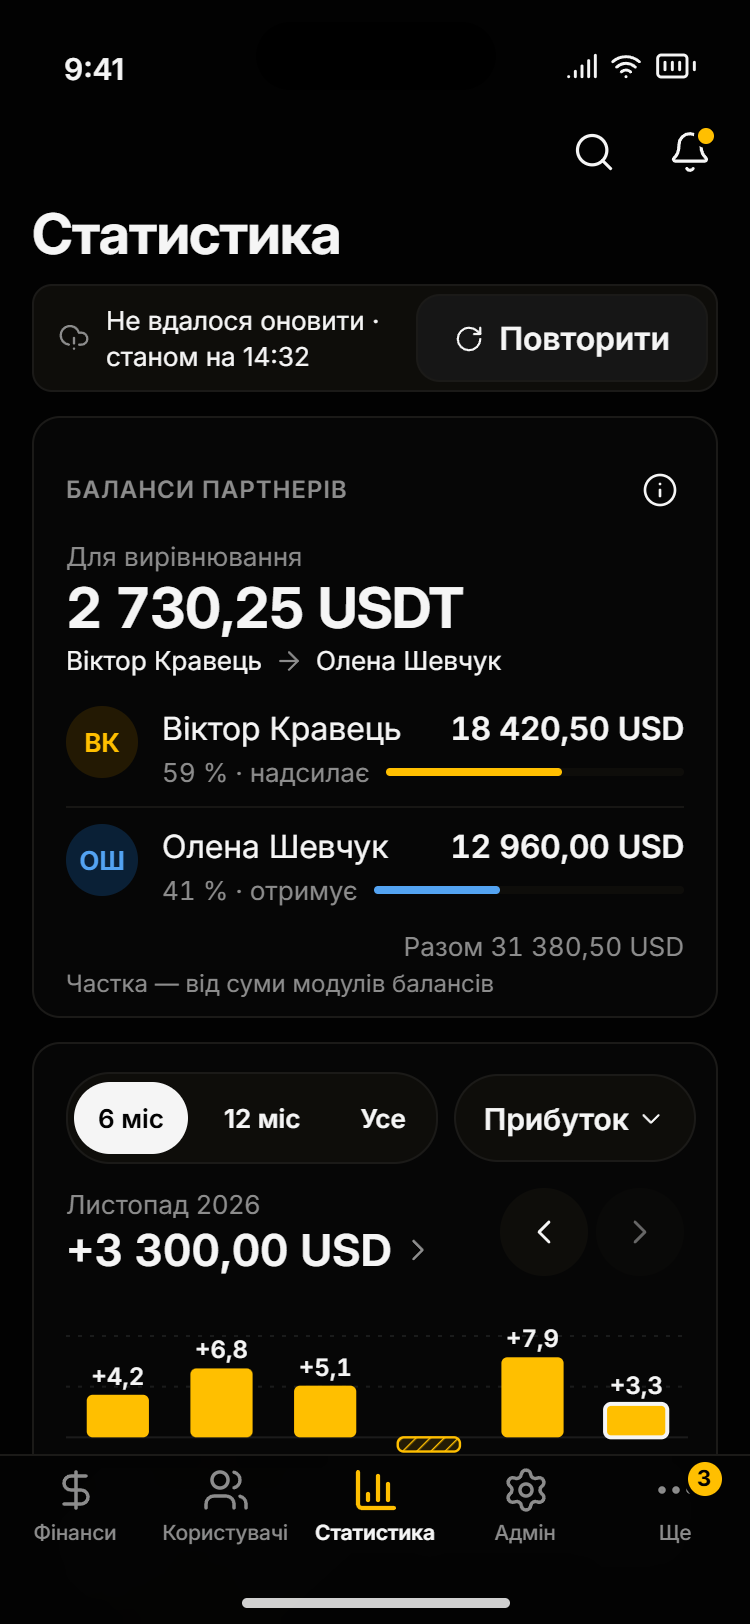 9:41
Статистика
Не вдалося оновити ·
станом на 14:32
Повторити
БАЛАНСИ ПАРТНЕРІВ
Для вирівнювання
2 730,25 USDT
Віктор Кравець → Олена Шевчук
ВК
Віктор Кравець 18 420,50 USD
59 % · надсилає
ОШ
Олена Шевчук 12 960,00 USD
41 % · отримує
Разом 31 380,50 USD
Частка — від суми модулів балансів
6 міс 12 міс Усе Прибуток
Листопад 2026
+3 300,00 USD
+4,2 +6,8 +5,1 +7,9 +3,3
3
Фінанси Користувачі Статистика Адмін Ще